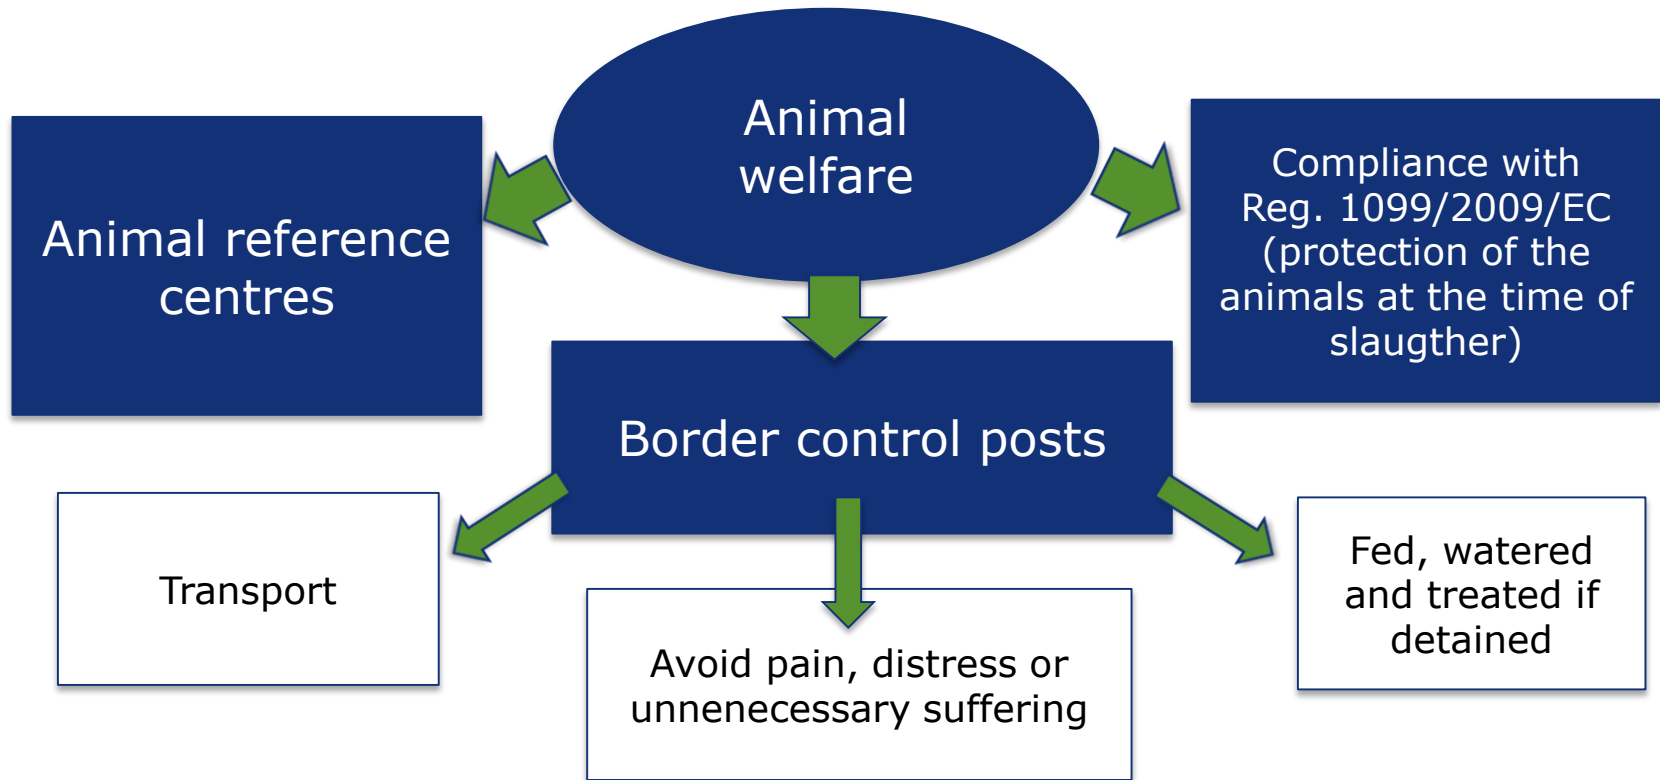 Animal
welfare
Animal reference
centres
Compliance with
Reg. 1099/2009/EC
(protection of the
animals at the time of
slaugther)
Border control posts
Transport
Avoid pain, distress or
unnenecessary suffering
Fed, watered
and treated if
detained